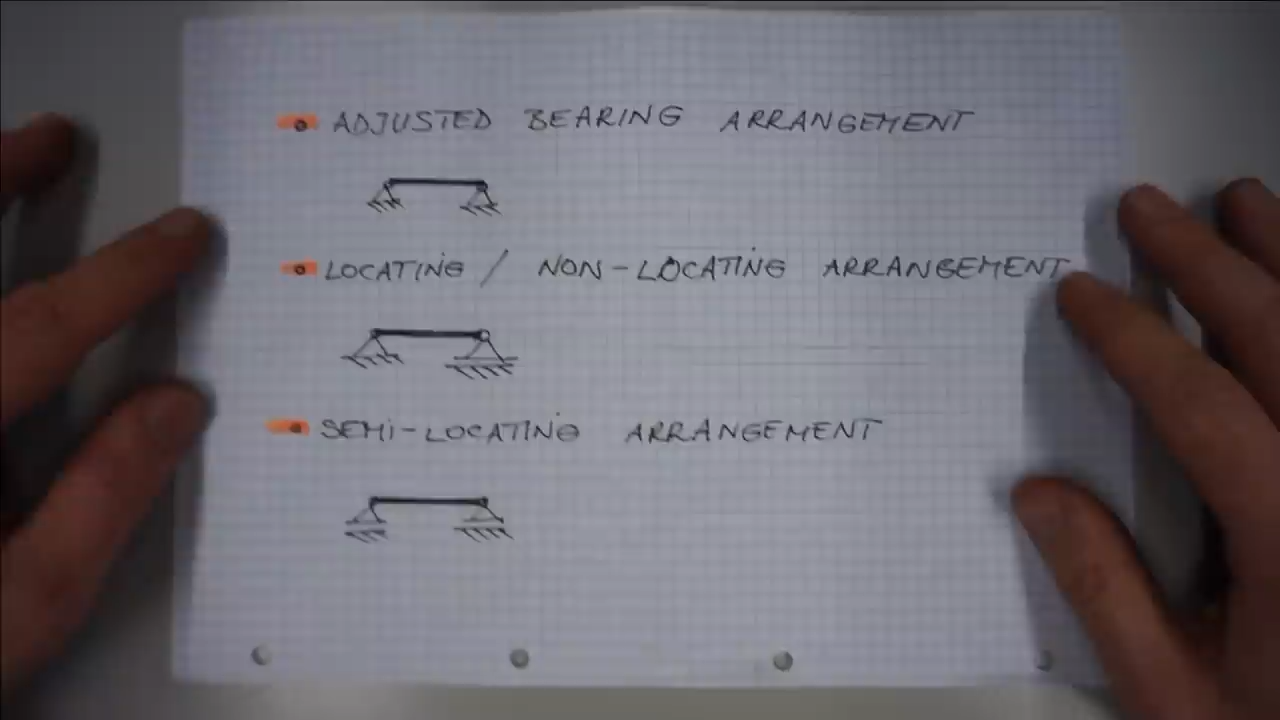 ADJUSTED BEARING ARRANGEMENT
LOCATING / NON-LOCATING ARRANGEMENT
SEMI-LOCATING ARRANGEMENT